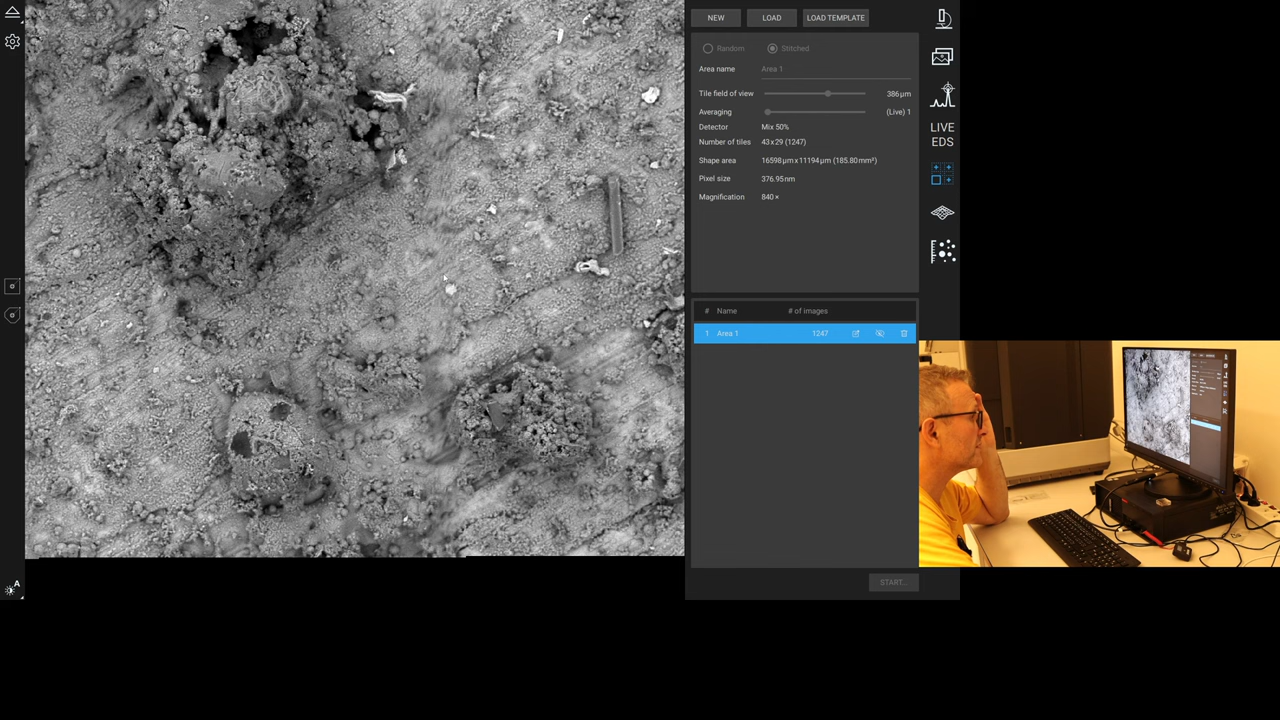 NEW LOAD LOAD TEMPLATE
Random Stitched
Area name Area 1
Tile field of view 386 µm
Averaging (Live) 1
Detector Mix 50%
Number of tiles 43 x 29 (1247)
Shape area 16598 µm x 11194 µm (185.80 mm²)
Pixel size 376.95 nm
Magnification 840 ×
LIVE
EDS
# Name # of images
1 Area 1 1247
START...
A